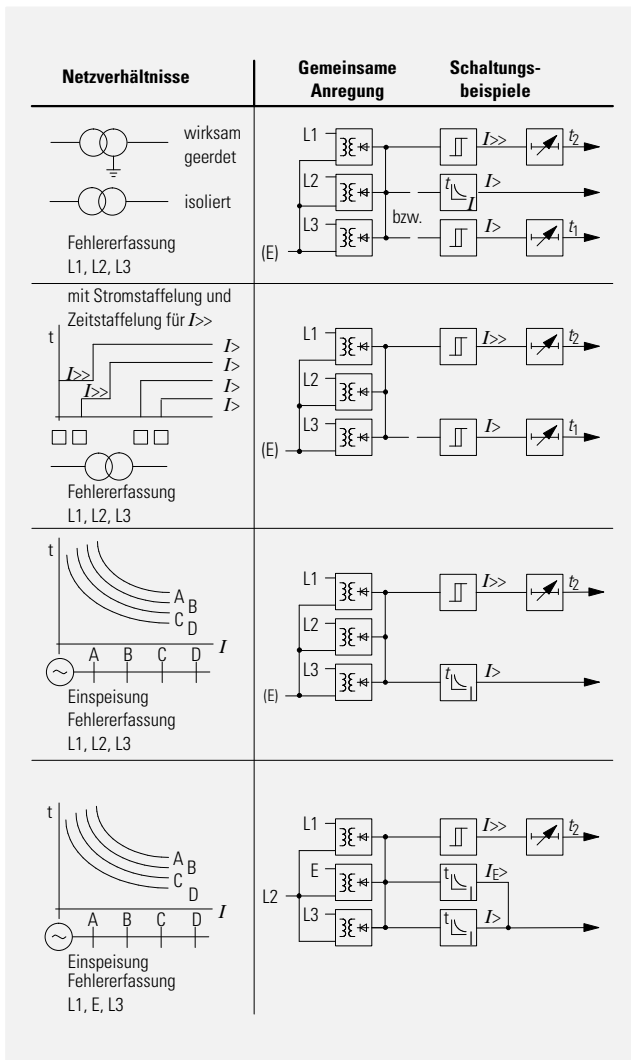 Netzverhältnisse
Gemeinsame
Anregung
Schaltungs-
beispiele
wirksam
geerdet
isoliert
Fehlererfassung
L1, L2, L3
L1
L2
L3
(E)
bzw.
I>> t2
t I I>
I> t1
mit Stromstaffelung und
Zeitstaffelung für I>>
t
I>> I>
I>> I>
I>
I>
Fehlererfassung
L1, L2, L3
L1
L2
L3
(E)
I>> t2
I> t1
t
A B
C D
I
A B C D
Einspeisung
Fehlererfassung
L1, L2, L3
L1
L2
L3
(E)
I>> t2
t I I>
t
A B
C D
I
A B C D
Einspeisung
Fehlererfassung
L1, E, L3
L1
E
L2
L3
I>> t2
t I IE>
t I I>